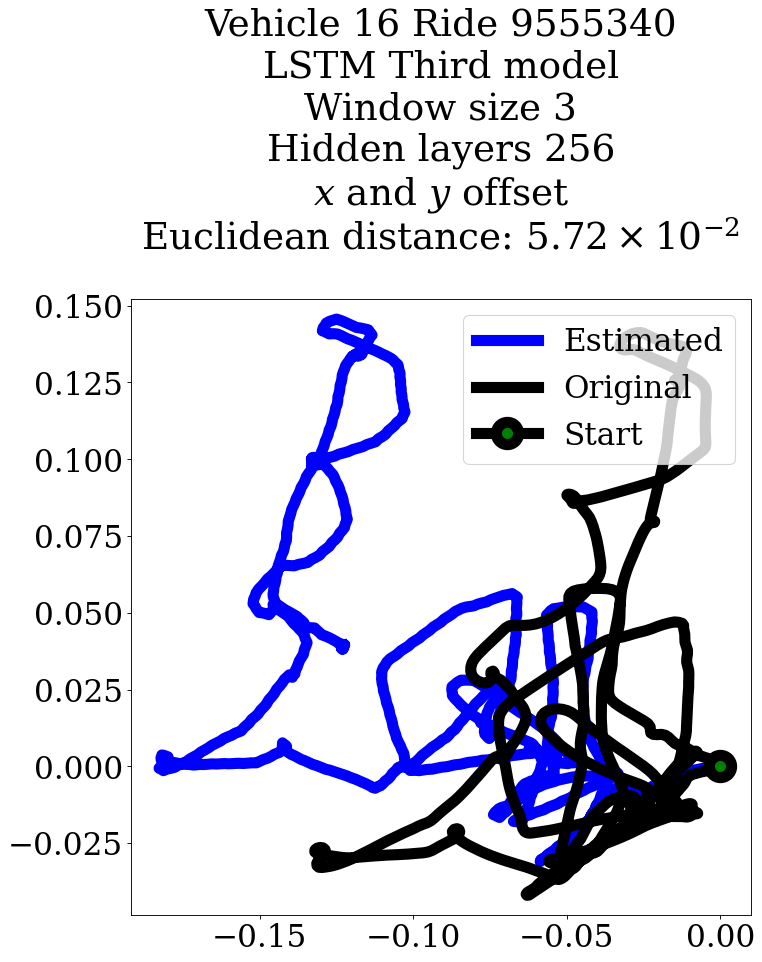 Vehicle 16 Ride 9555340
LSTM Third model
Window size 3
Hidden layers 256
x and y offset
Euclidean distance: 5.72 × 10⁻²
0.150
0.125
0.100
0.075
0.050
0.025
0.000
−0.025
Estimated
Original
Start
−0.15 −0.10 −0.05 0.00